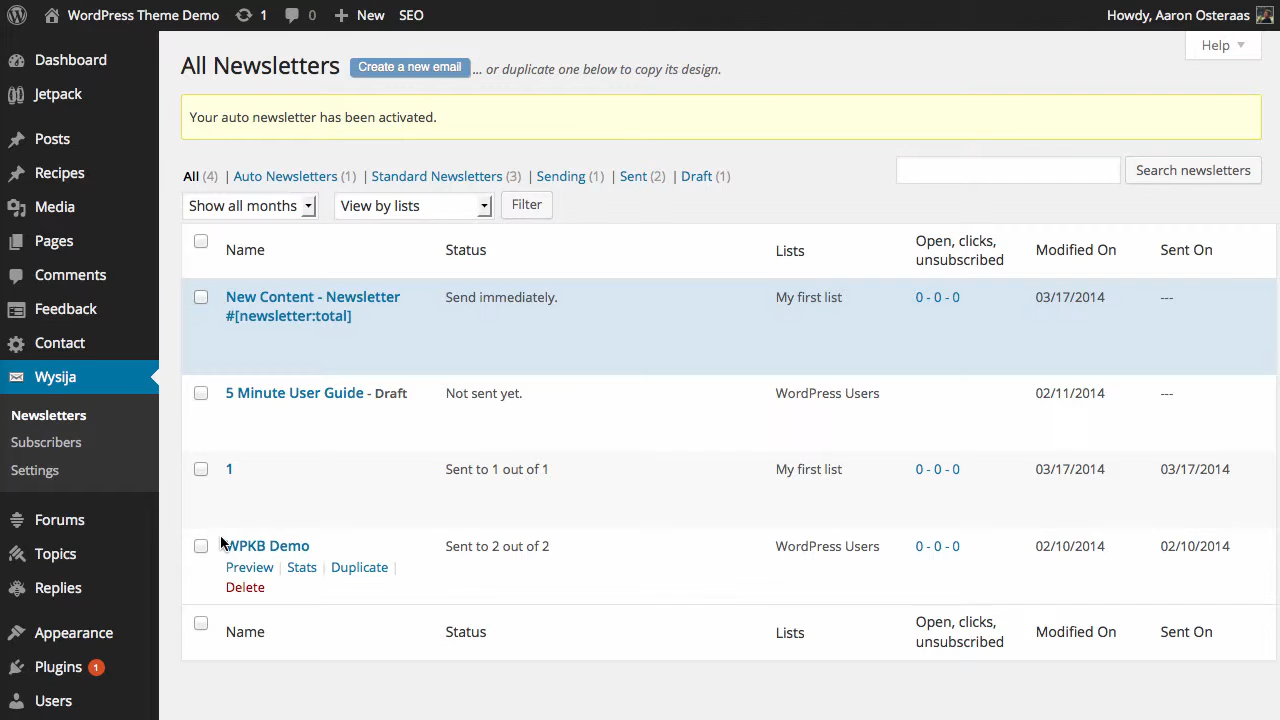 WordPress Theme Demo 1 0 New SEO Howdy, Aaron Osteraas
Help
Dashboard
Jetpack
Posts
Recipes
Media
Pages
Comments
Feedback
Contact
Wysija
Newsletters
Subscribers
Settings
Forums
Topics
Replies
Appearance
Plugins 1
Users
All Newsletters Create a new email ... or duplicate one below to copy its design.
Your auto newsletter has been activated.
All (4) | Auto Newsletters (1) | Standard Newsletters (3) | Sending (1) | Sent (2) | Draft (1)
Search newsletters
Show all months View by lists Filter
Name Status Lists Open, clicks, unsubscribed Modified On Sent On
New Content - Newsletter Send immediately. My first list 0 - 0 - 0 03/17/2014 ---
#[newsletter:total]
5 Minute User Guide - Draft Not sent yet. WordPress Users 02/11/2014 ---
1 Sent to 1 out of 1 My first list 0 - 0 - 0 03/17/2014 03/17/2014
WPKB Demo Sent to 2 out of 2 WordPress Users 0 - 0 - 0 02/10/2014 02/10/2014
Preview | Stats | Duplicate |
Delete
Name Status Lists Open, clicks, unsubscribed Modified On Sent On